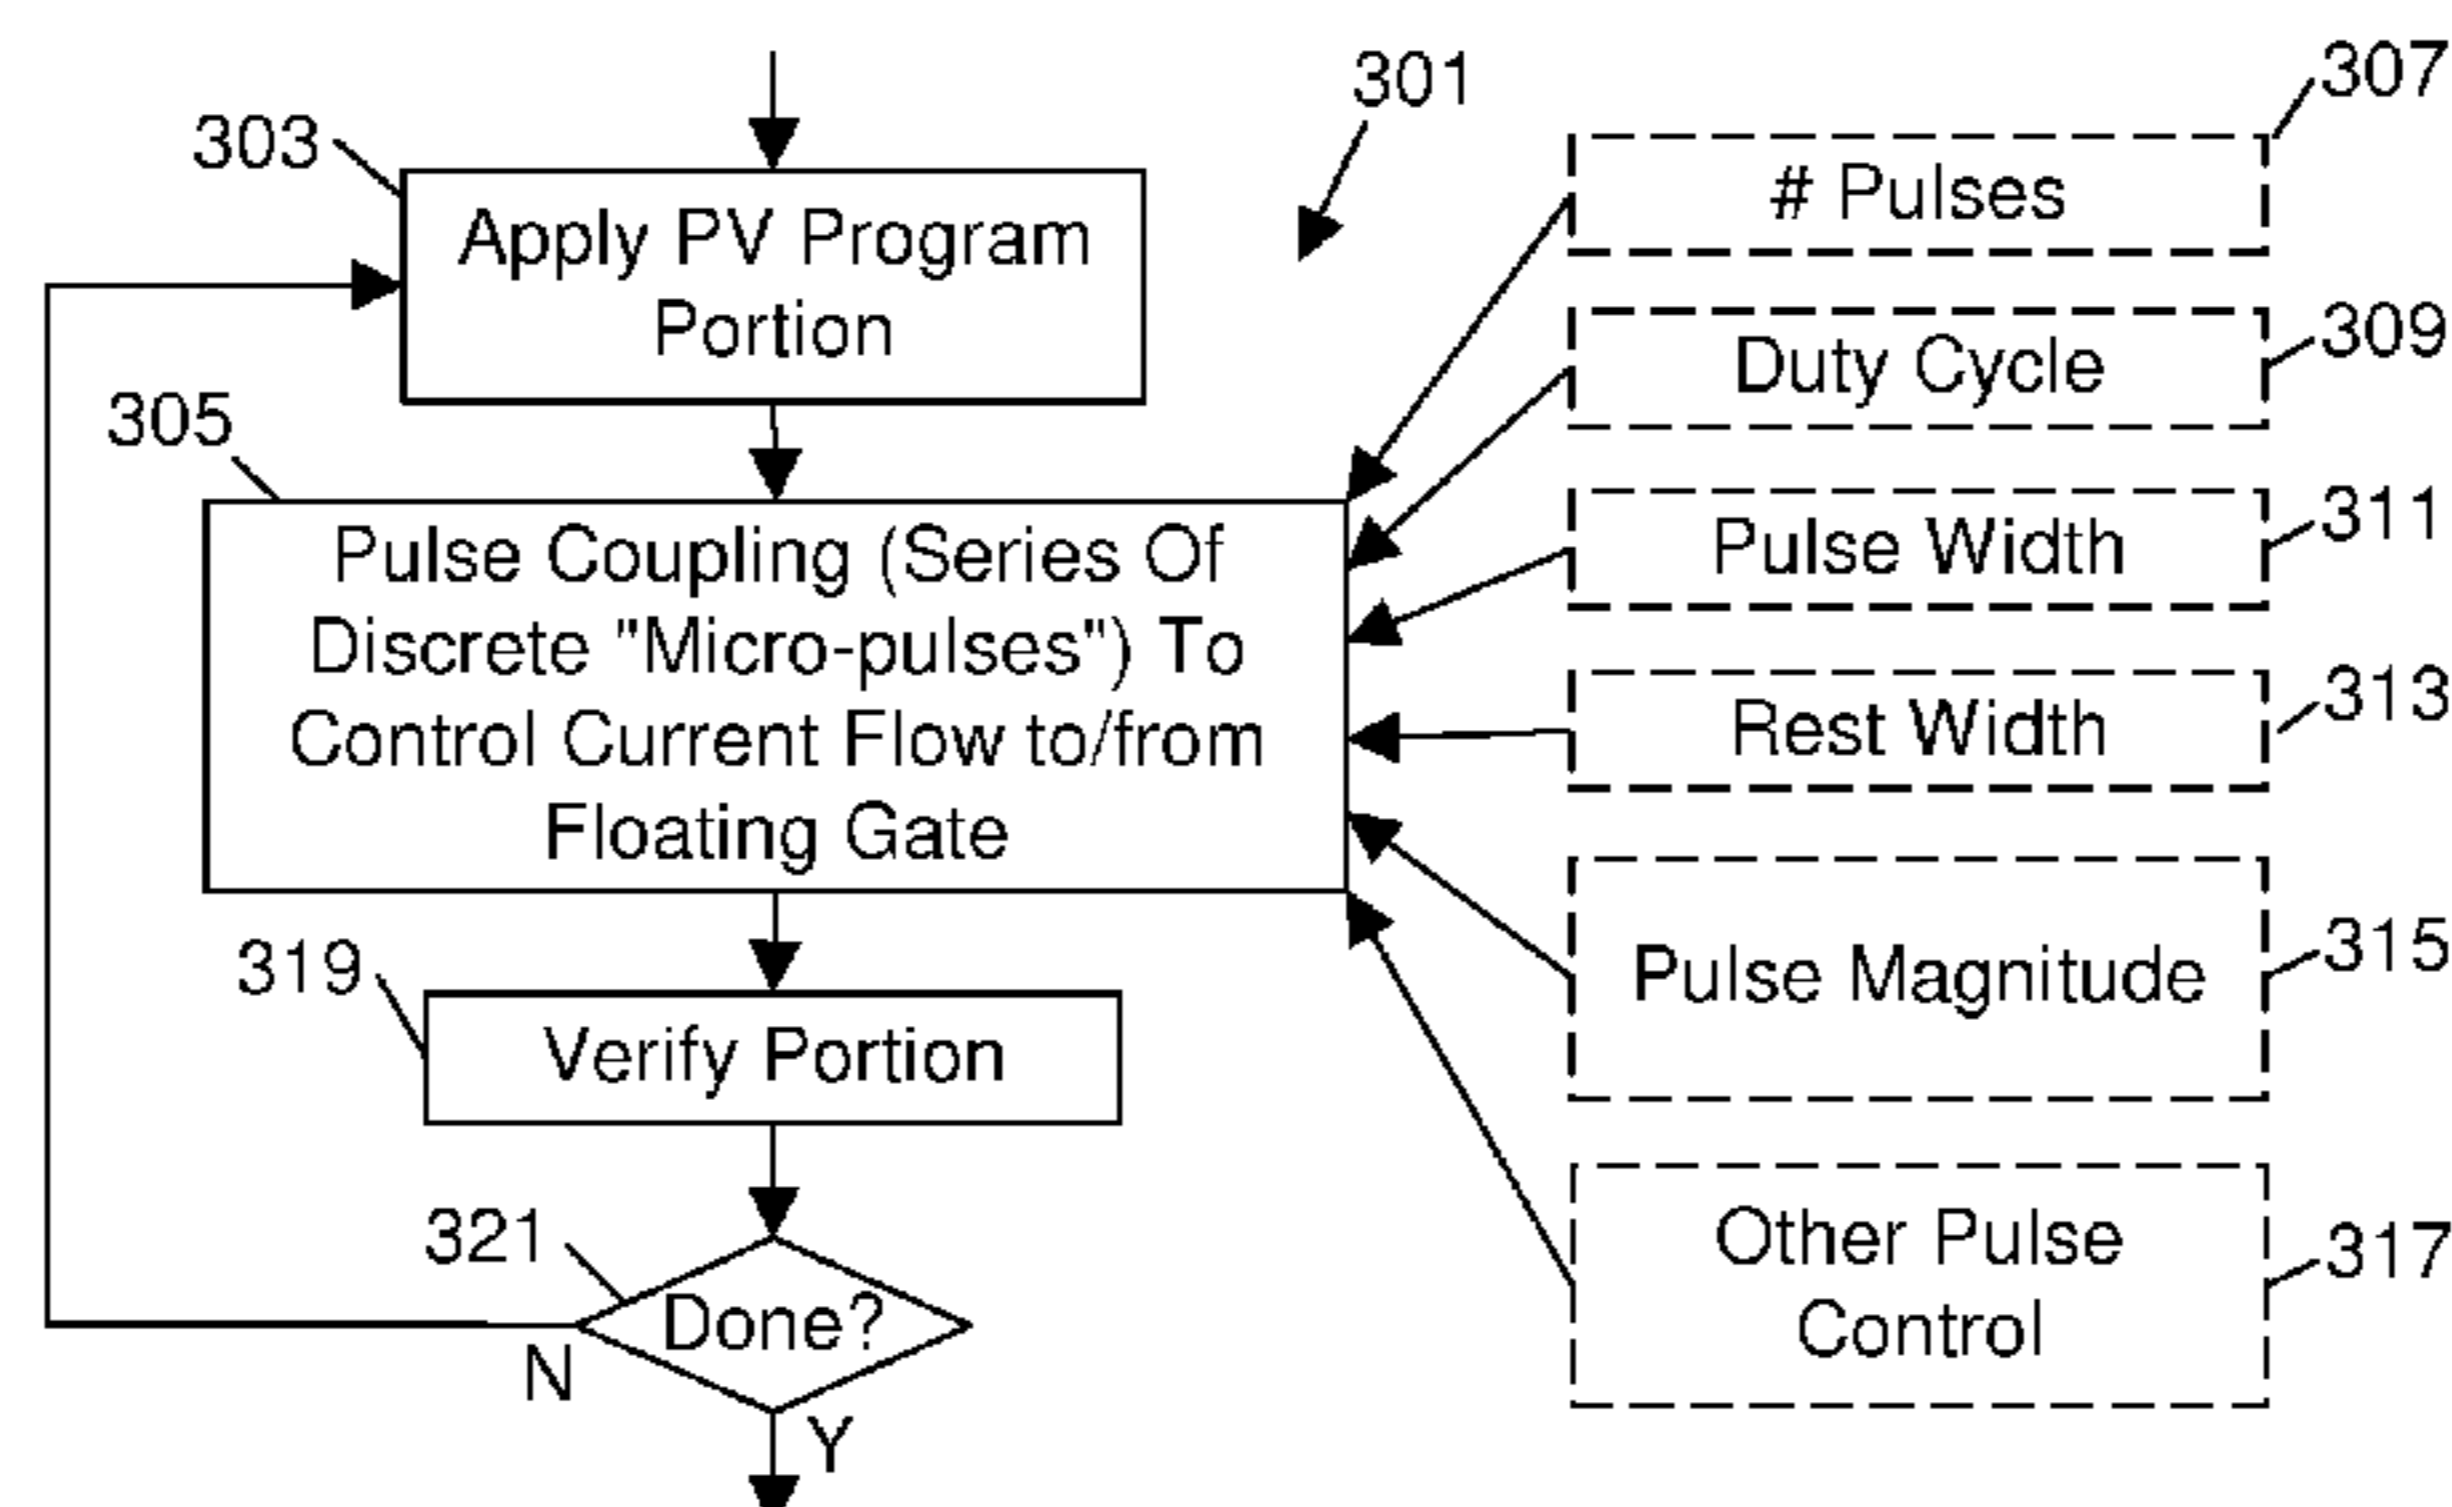 301
303
Apply PV Program
Portion
305
Pulse Coupling (Series Of
Discrete "Micro-pulses") To
Control Current Flow to/from
Floating Gate
319
Verify Portion
321
Done?
N
Y
307
# Pulses
309
Duty Cycle
311
Pulse Width
313
Rest Width
315
Pulse Magnitude
317
Other Pulse
Control